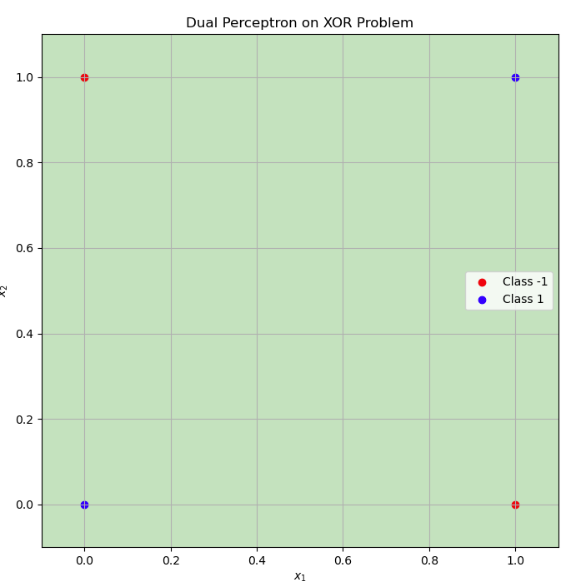 Dual Perceptron on XOR Problem
1.0
0.8
0.6
0.4
0.2
0.0
x₂
Class -1
Class 1
0.0 0.2 0.4 0.6 0.8 1.0
x₁